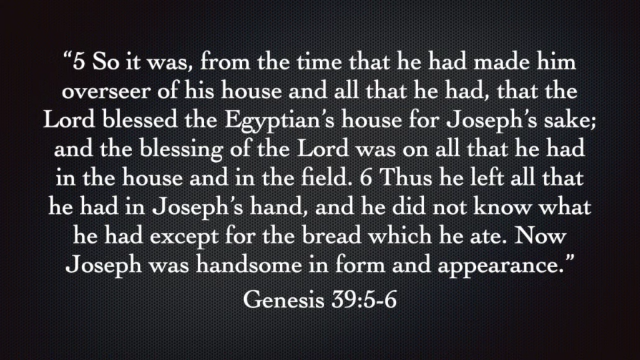 “5 So it was, from the time that he had made him
overseer of his house and all that he had, that the
Lord blessed the Egyptian’s house for Joseph’s sake;
and the blessing of the Lord was on all that he had
in the house and in the field. 6 Thus he left all that
he had in Joseph’s hand, and he did not know what
he had except for the bread which he ate. Now
Joseph was handsome in form and appearance.”
Genesis 39:5-6